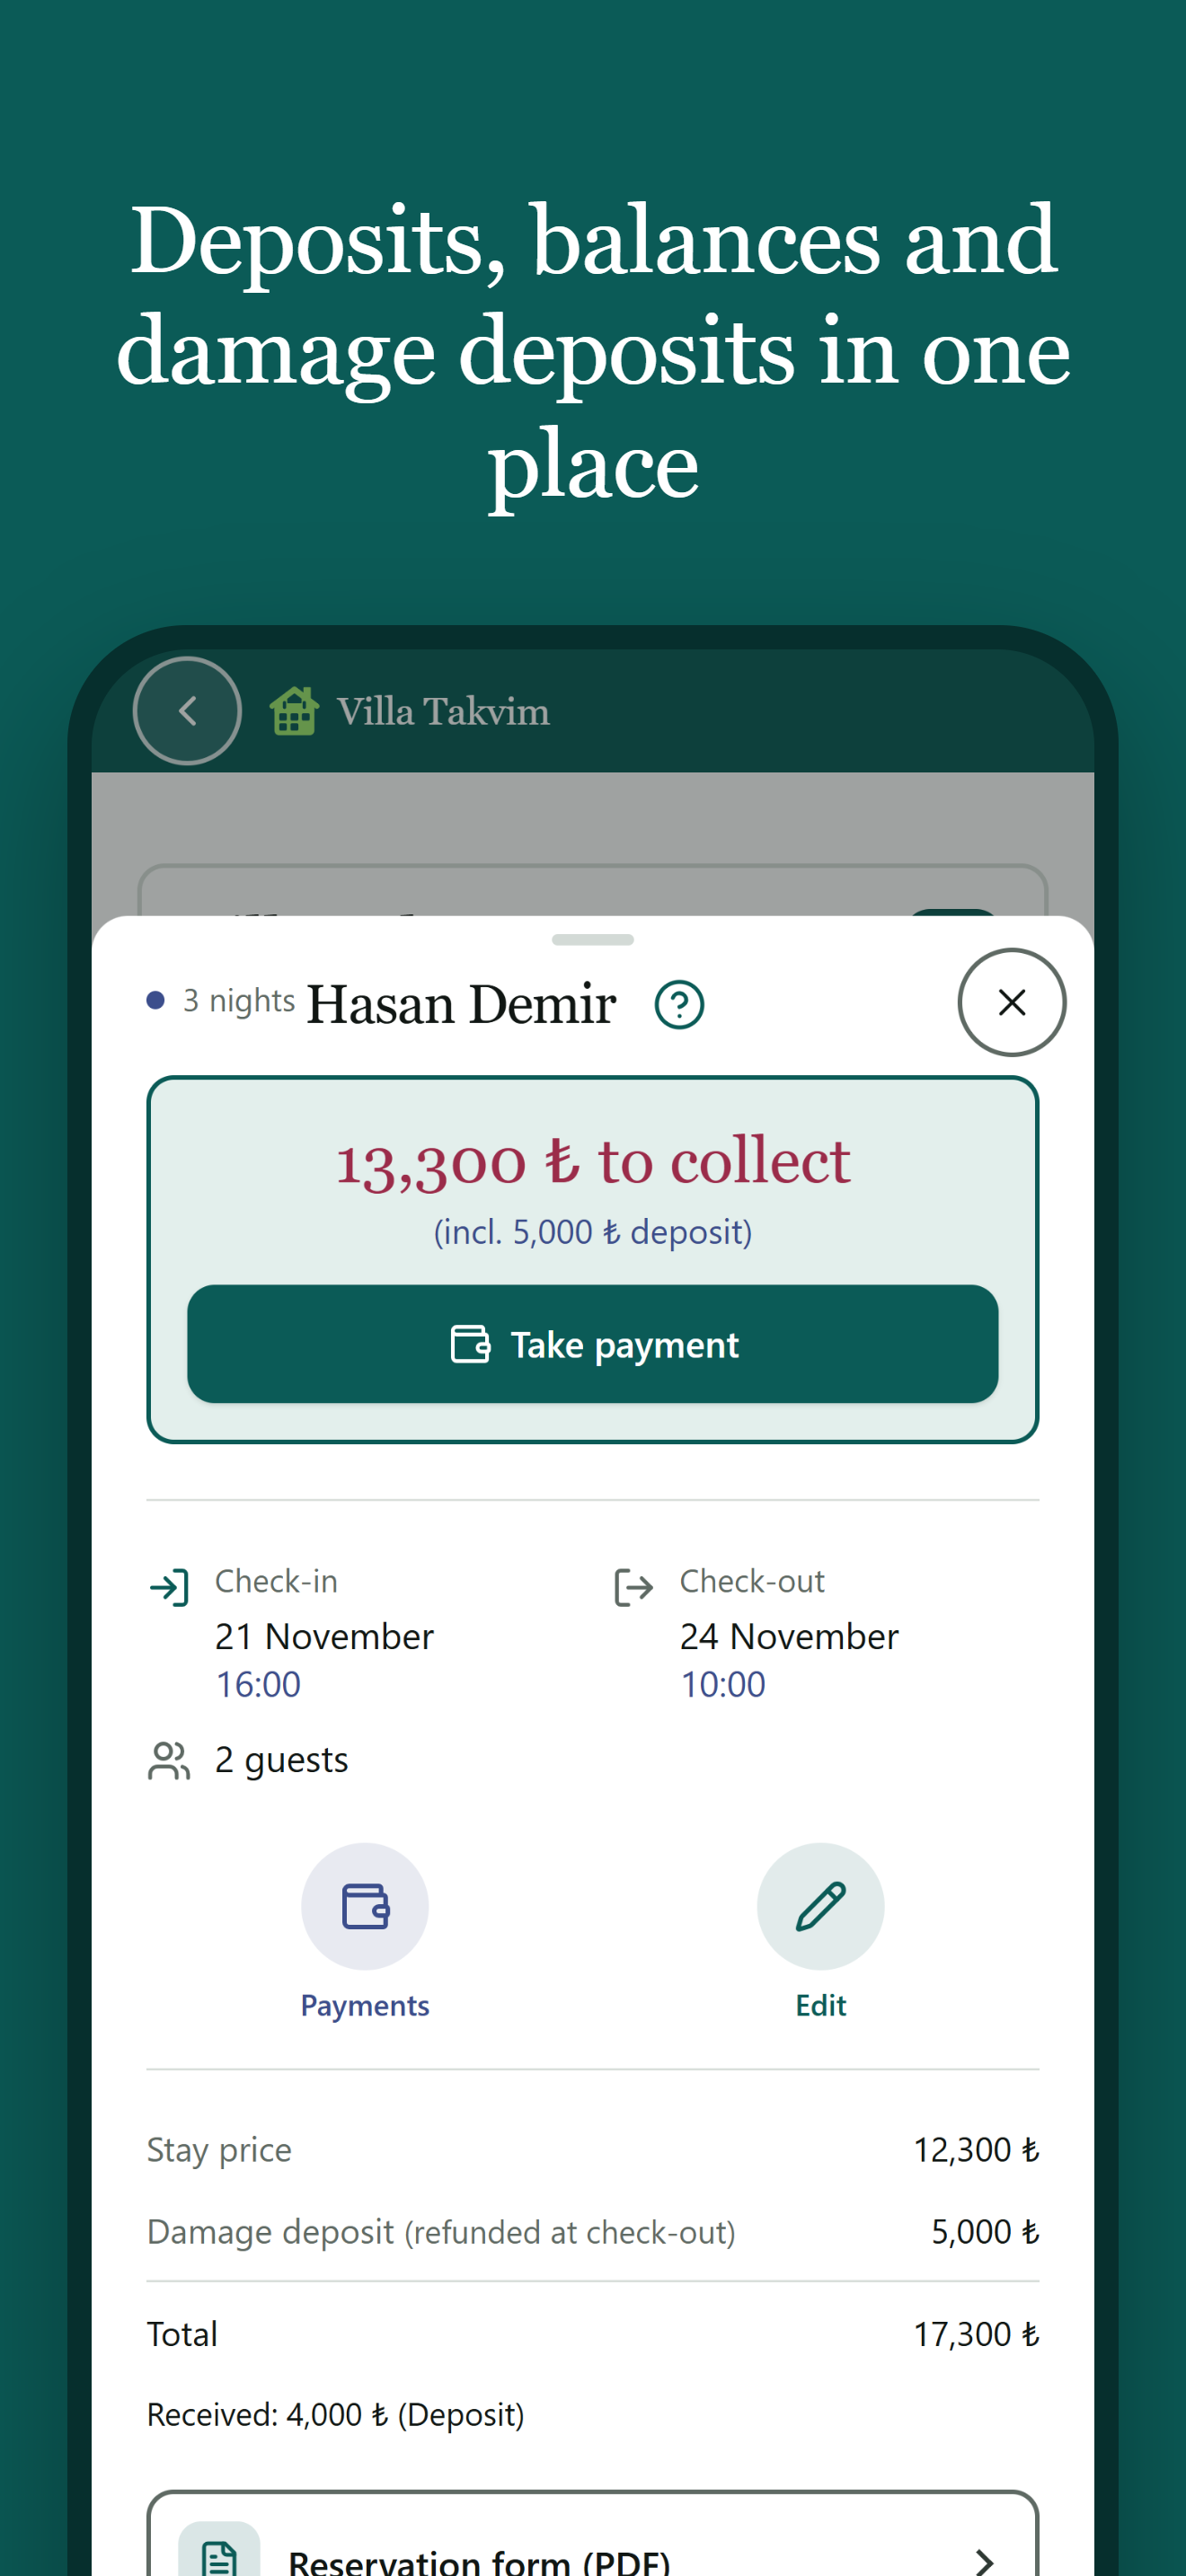 Deposits, balances and
damage deposits in one
place
Villa Takvim
3 nights Hasan Demir
13,300 ₺ to collect
(incl. 5,000 ₺ deposit)
Take payment
Check-in
21 November
16:00
Check-out
24 November
10:00
2 guests
Payments
Edit
Stay price 12,300 ₺
Damage deposit (refunded at check-out) 5,000 ₺
Total 17,300 ₺
Received: 4,000 ₺ (Deposit)
Reservation form (PDF)